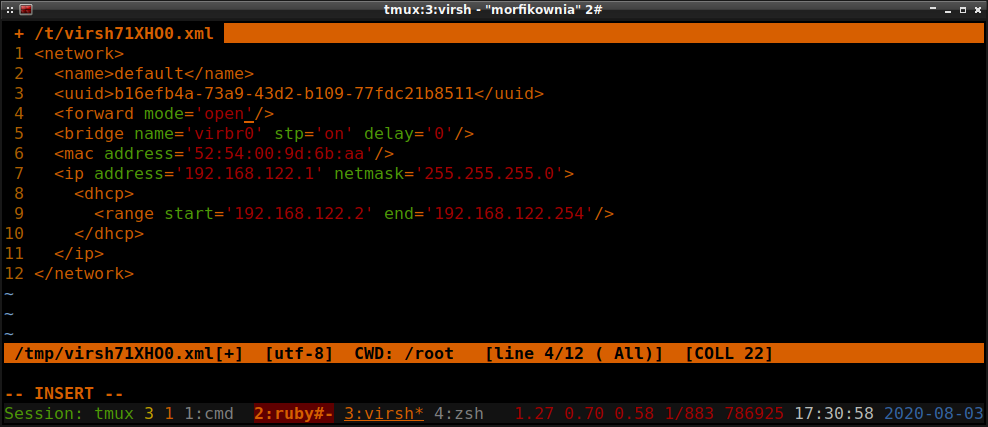 tmux:3:virsh - "morfikownia" 2#
+ /t/virsh71XHO0.xml
1 <network>
2   <name>default</name>
3   <uuid>b16efb4a-73a9-43d2-b109-77fdc21b8511</uuid>
4   <forward mode='open'/>
5   <bridge name='virbr0' stp='on' delay='0'/>
6   <mac address='52:54:00:9d:6b:aa'/>
7   <ip address='192.168.122.1' netmask='255.255.255.0'>
8     <dhcp>
9       <range start='192.168.122.2' end='192.168.122.254'/>
10     </dhcp>
11   </ip>
12 </network>
~
~
~
/tmp/virsh71XHO0.xml[+]  [utf-8]  CWD: /root   [line 4/12 ( All)]  [COLL 22]
-- INSERT --
Session: tmux 3 1 1:cmd  2:ruby#- 3:virsh* 4:zsh   1.27 0.70 0.58 1/883 786925 17:30:58 2020-08-03